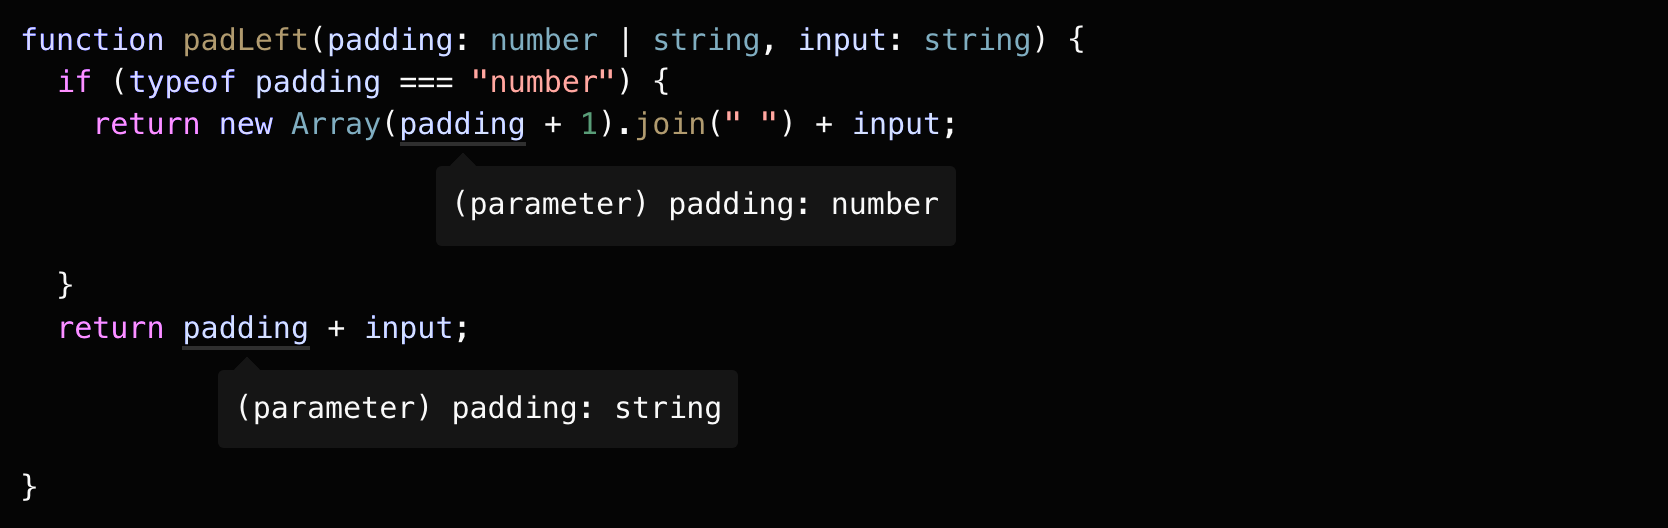 function padLeft(padding: number | string, input: string) {
  if (typeof padding === "number") {
    return new Array(padding + 1).join(" ") + input;
(parameter) padding: number
  }
  return padding + input;
(parameter) padding: string
}